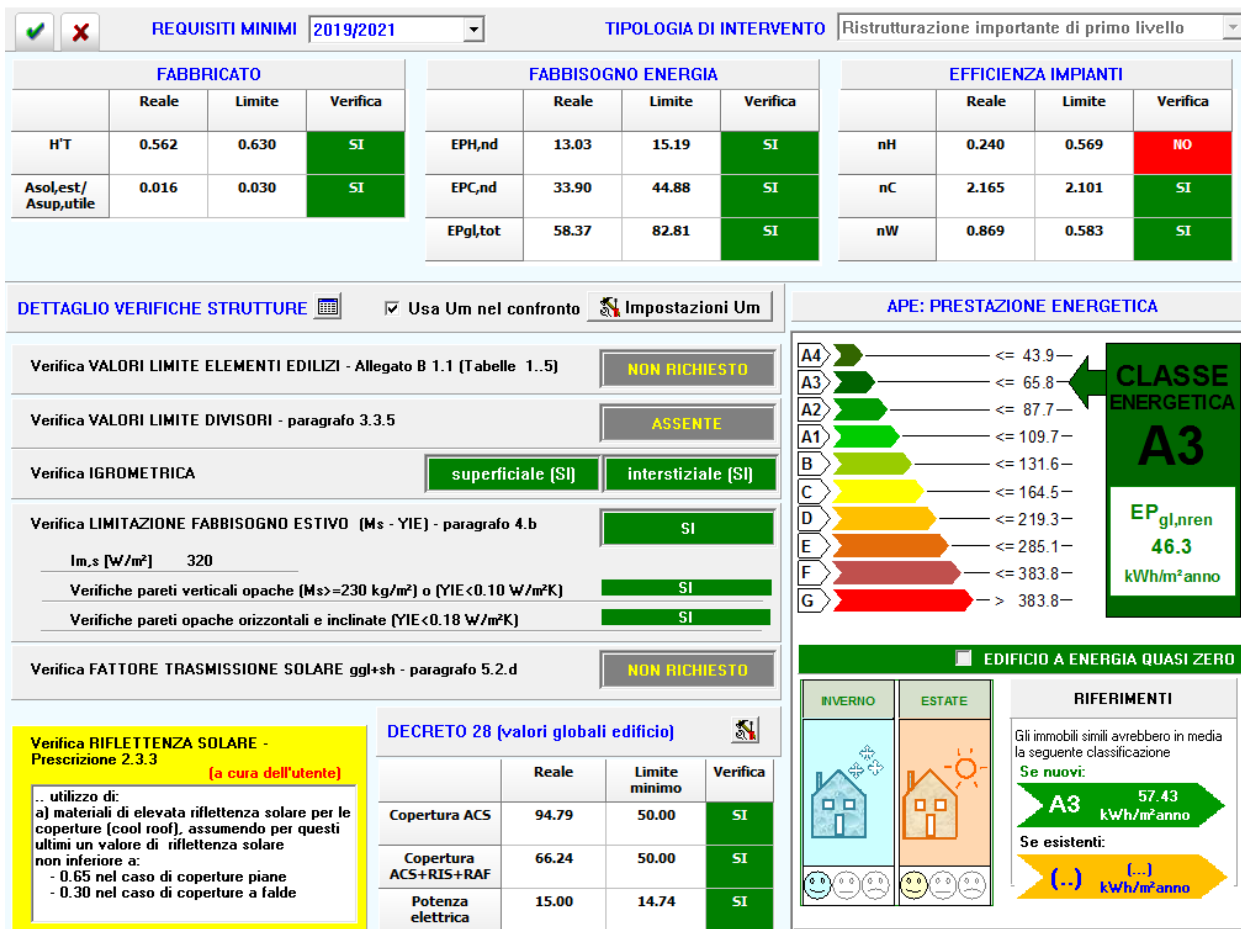 REQUISITI MINIMI 2019/2021 TIPOLOGIA DI INTERVENTO Ristrutturazione importante di primo livello
FABBRICATO
Reale Limite Verifica
H'T 0.562 0.630 SI
Asol,est/ Asup,utile 0.016 0.030 SI
FABBISOGNO ENERGIA
Reale Limite Verifica
EPH,nd 13.03 15.19 SI
EPC,nd 33.90 44.88 SI
EPgl,tot 58.37 82.81 SI
EFFICIENZA IMPIANTI
Reale Limite Verifica
nH 0.240 0.569 NO
nC 2.165 2.101 SI
nW 0.869 0.583 SI
DETTAGLIO VERIFICHE STRUTTURE Usa Um nel confronto Impostazioni Um
Verifica VALORI LIMITE ELEMENTI EDILIZI - Allegato B 1.1 (Tabelle 1..5) NON RICHIESTO
Verifica VALORI LIMITE DIVISORI - paragrafo 3.3.5 ASSENTE
Verifica IGROMETRICA superficiale (SI) interstiziale (SI)
Verifica LIMITAZIONE FABBISOGNO ESTIVO (Ms - YIE) - paragrafo 4.b SI
Im,s [W/m²] 320
Verifiche pareti verticali opache (Ms>=230 kg/m²) o (YIE<0.10 W/m²K) SI
Verifiche pareti opache orizzontali e inclinate (YIE<0.18 W/m²K) SI
Verifica FATTORE TRASMISSIONE SOLARE ggl+sh - paragrafo 5.2.d NON RICHIESTO
Verifica RIFLETTENZA SOLARE -
Prescrizione 2.3.3
(a cura dell'utente)
.. utilizzo di:
a) materiali di elevata riflettenza solare per le
coperture (cool roof), assumendo per questi
ultimi un valore di riflettenza solare
non inferiore a:
- 0.65 nel caso di coperture piane
- 0.30 nel caso di coperture a falde
DECRETO 28 (valori globali edificio)
Reale Limite minimo Verifica
Copertura ACS 94.79 50.00 SI
Copertura ACS+RIS+RAF 66.24 50.00 SI
Potenza elettrica 15.00 14.74 SI
APE: PRESTAZIONE ENERGETICA
A4 <= 43.9
A3 <= 65.8
A2 <= 87.7
A1 <= 109.7
B <= 131.6
C <= 164.5
D <= 219.3
E <= 285.1
F <= 383.8
G > 383.8
CLASSE
ENERGETICA
A3
EPgl,nren
46.3
kWh/m²anno
EDIFICIO A ENERGIA QUASI ZERO
INVERNO ESTATE
RIFERIMENTI
Gli immobili simili avrebbero in media
la seguente classificazione
Se nuovi:
A3 57.43
kWh/m²anno
Se esistenti:
(..) (...)
kWh/m²anno